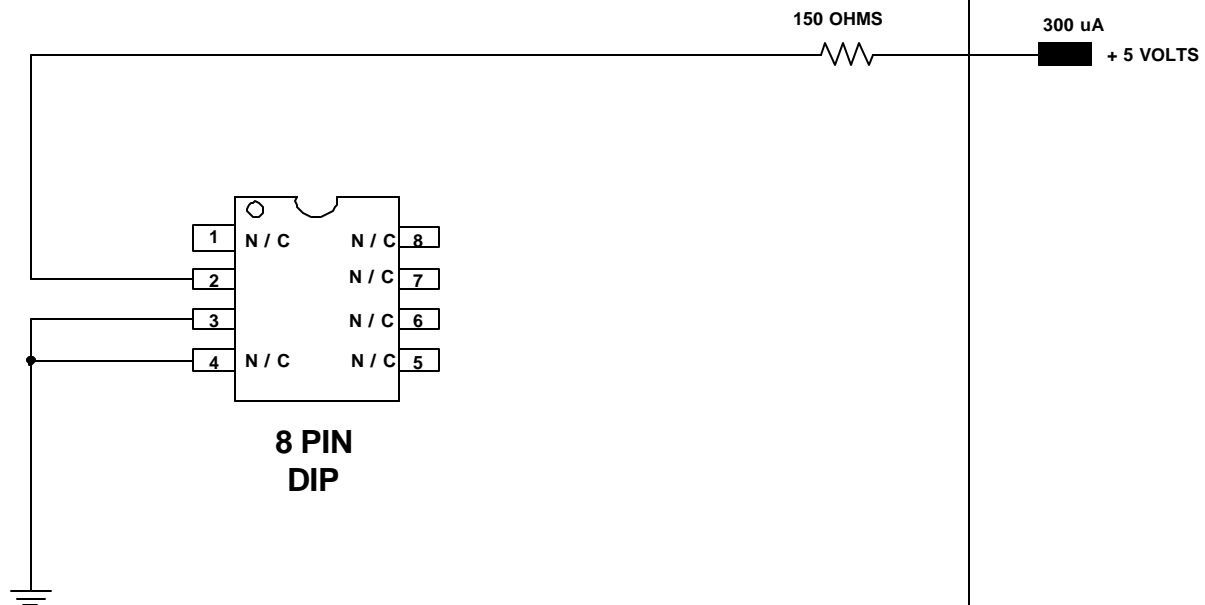 150 OHMS
300 uA
+ 5 VOLTS
1 N / C N / C 8
2 N / C 7
3 N / C 6
4 N / C N / C 5
8 PIN
DIP